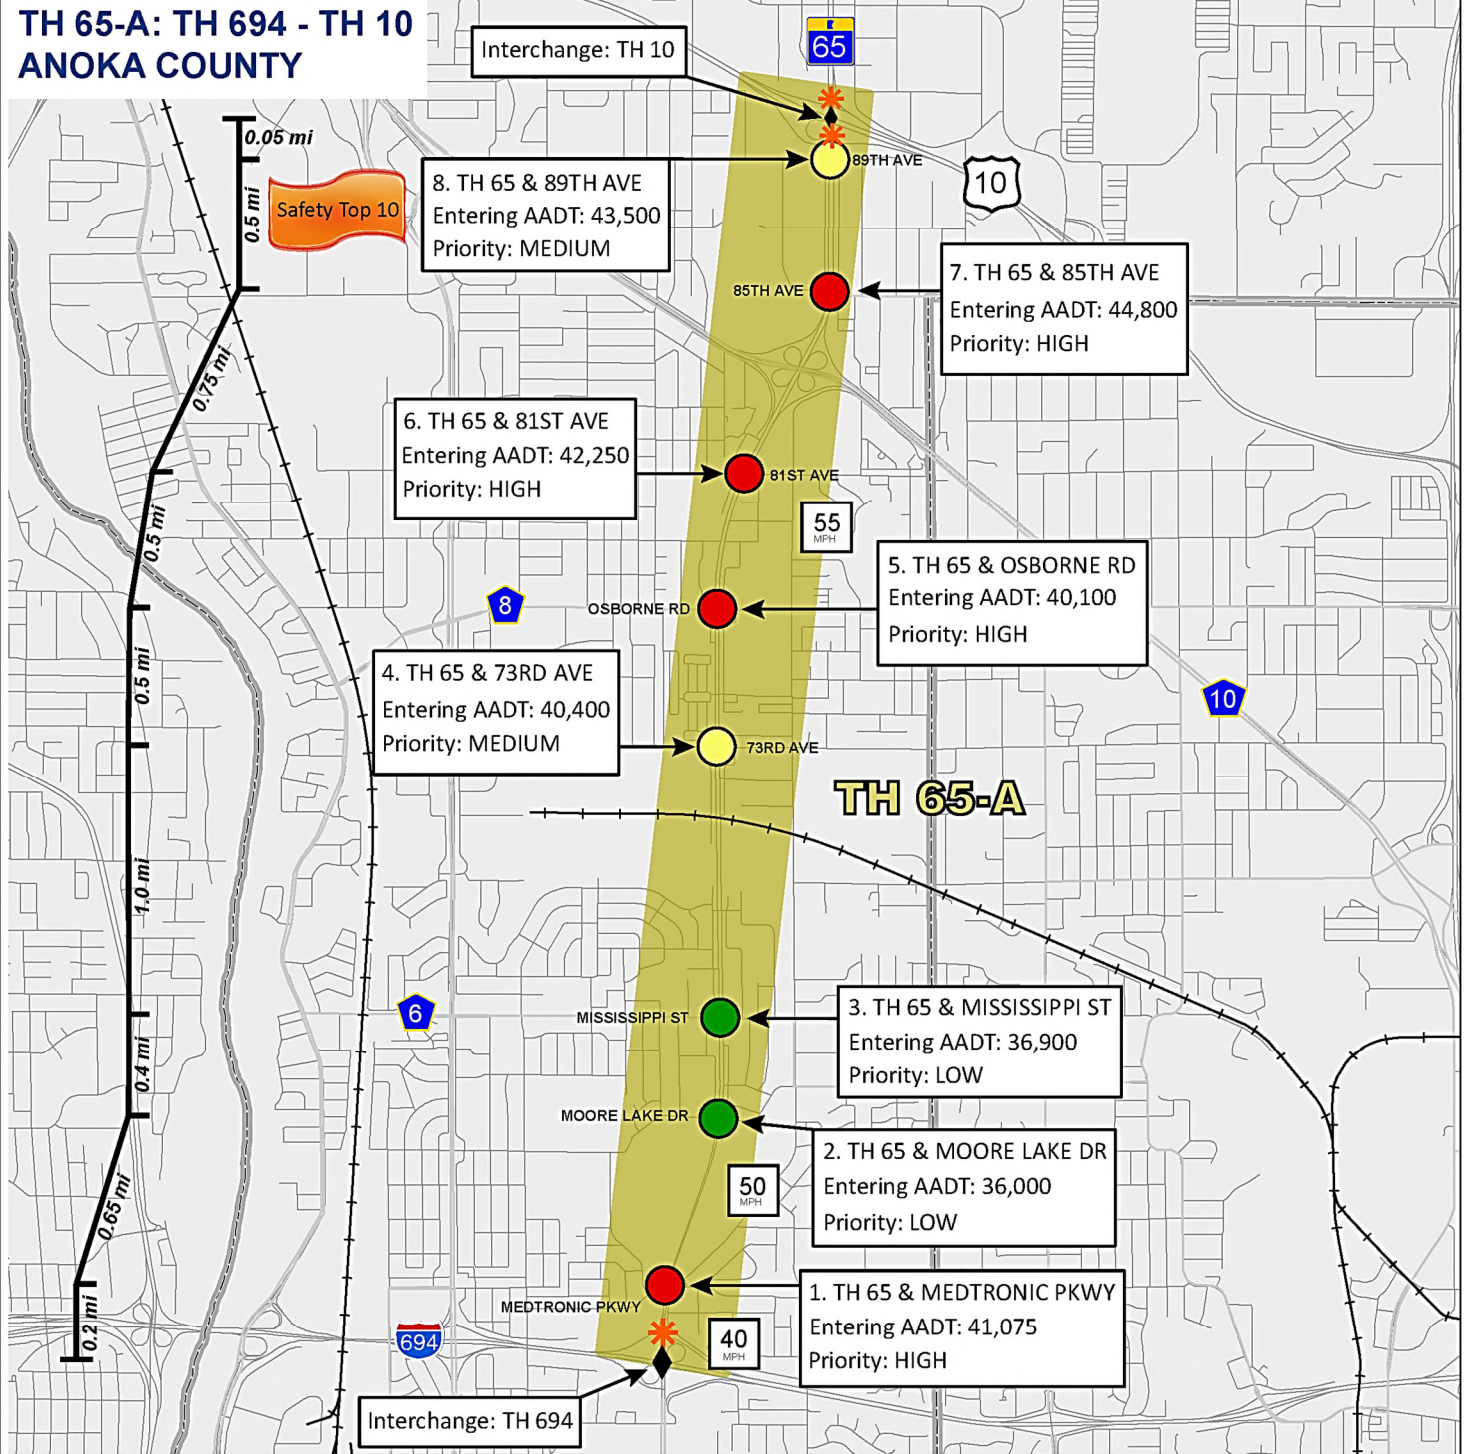 TH 65-A: TH 694 - TH 10
ANOKA COUNTY
Interchange: TH 10
65
0.05 mi
0.5 mi
Safety Top 10
89TH AVE
8. TH 65 & 89TH AVE
Entering AADT: 43,500
Priority: MEDIUM
10
85TH AVE
7. TH 65 & 85TH AVE
Entering AADT: 44,800
Priority: HIGH
0.75 mi
6. TH 65 & 81ST AVE
Entering AADT: 42,250
Priority: HIGH
81ST AVE
55
MPH
0.5 mi
5. TH 65 & OSBORNE RD
Entering AADT: 40,100
Priority: HIGH
8
OSBORNE RD
0.5 mi
4. TH 65 & 73RD AVE
Entering AADT: 40,400
Priority: MEDIUM
10
73RD AVE
TH 65-A
1.0 mi
6
MISSISSIPPI ST
3. TH 65 & MISSISSIPPI ST
Entering AADT: 36,900
Priority: LOW
0.4 mi
MOORE LAKE DR
2. TH 65 & MOORE LAKE DR
Entering AADT: 36,000
Priority: LOW
50
MPH
0.65 mi
1. TH 65 & MEDTRONIC PKWY
Entering AADT: 41,075
Priority: HIGH
MEDTRONIC PKWY
0.2 mi
694
40
MPH
Interchange: TH 694